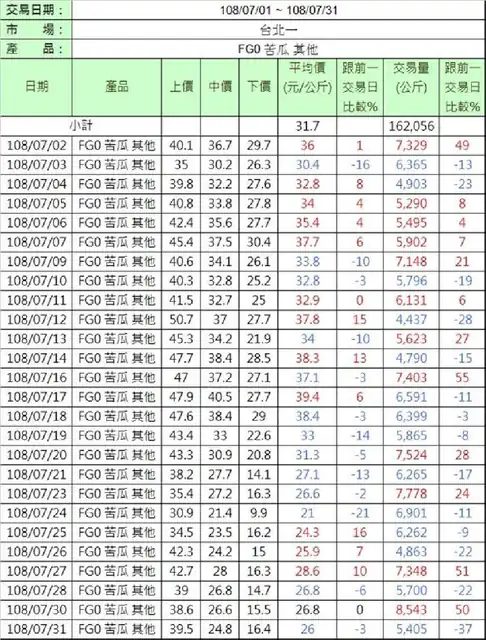 交易日期： 108/07/01 ~ 108/07/31
市 場： 台北一
產 品： FG0 苦瓜 其他
日期 產品 上價 中價 下價 平均價 (元/公斤) 跟前一交易日比較% 交易量 (公斤) 跟前一交易日比較%
小計 31.7 162,056
108/07/02 FG0 苦瓜 其他 40.1 36.7 29.7 36 1 7,329 49
108/07/03 FG0 苦瓜 其他 35 30.2 26.3 30.4 -16 6,365 -13
108/07/04 FG0 苦瓜 其他 39.8 32.2 27.6 32.8 8 4,903 -23
108/07/05 FG0 苦瓜 其他 40.8 33.8 27.8 34 4 5,290 8
108/07/06 FG0 苦瓜 其他 42.4 35.6 27.7 35.4 4 5,495 4
108/07/07 FG0 苦瓜 其他 45.4 37.5 30.4 37.7 6 5,902 7
108/07/09 FG0 苦瓜 其他 40.6 34.1 26.1 33.8 -10 7,148 21
108/07/10 FG0 苦瓜 其他 40.3 32.8 25.2 32.8 -3 5,796 -19
108/07/11 FG0 苦瓜 其他 41.5 32.7 25 32.9 0 6,131 6
108/07/12 FG0 苦瓜 其他 50.7 37 27.7 37.8 15 4,437 -28
108/07/13 FG0 苦瓜 其他 45.3 34.2 21.9 34 -10 5,623 27
108/07/14 FG0 苦瓜 其他 47.7 38.4 28.5 38.3 13 4,790 -15
108/07/16 FG0 苦瓜 其他 47 37.2 27.1 37.1 -3 7,403 55
108/07/17 FG0 苦瓜 其他 47.9 40.5 27.7 39.4 6 6,591 -11
108/07/18 FG0 苦瓜 其他 47.6 38.4 29 38.4 -3 6,399 -3
108/07/19 FG0 苦瓜 其他 43.4 33 22.6 33 -14 5,865 -8
108/07/20 FG0 苦瓜 其他 43.3 30.9 20.8 31.3 -5 7,524 28
108/07/21 FG0 苦瓜 其他 38.2 27.7 14.1 27.1 -13 6,265 -17
108/07/23 FG0 苦瓜 其他 35.4 27.2 16.3 26.6 -2 7,778 24
108/07/24 FG0 苦瓜 其他 30.9 21.4 9.9 21 -21 6,901 -11
108/07/25 FG0 苦瓜 其他 34.5 23.5 16.2 24.3 16 6,262 -9
108/07/26 FG0 苦瓜 其他 42.3 24.2 15 25.9 7 4,863 -22
108/07/27 FG0 苦瓜 其他 42.7 28 16.3 28.6 10 7,348 51
108/07/28 FG0 苦瓜 其他 39 26.8 14.7 26.8 -6 5,700 -22
108/07/30 FG0 苦瓜 其他 38.6 26.6 15.5 26.8 0 8,543 50
108/07/31 FG0 苦瓜 其他 39.5 24.8 16.4 26 -3 5,405 -37